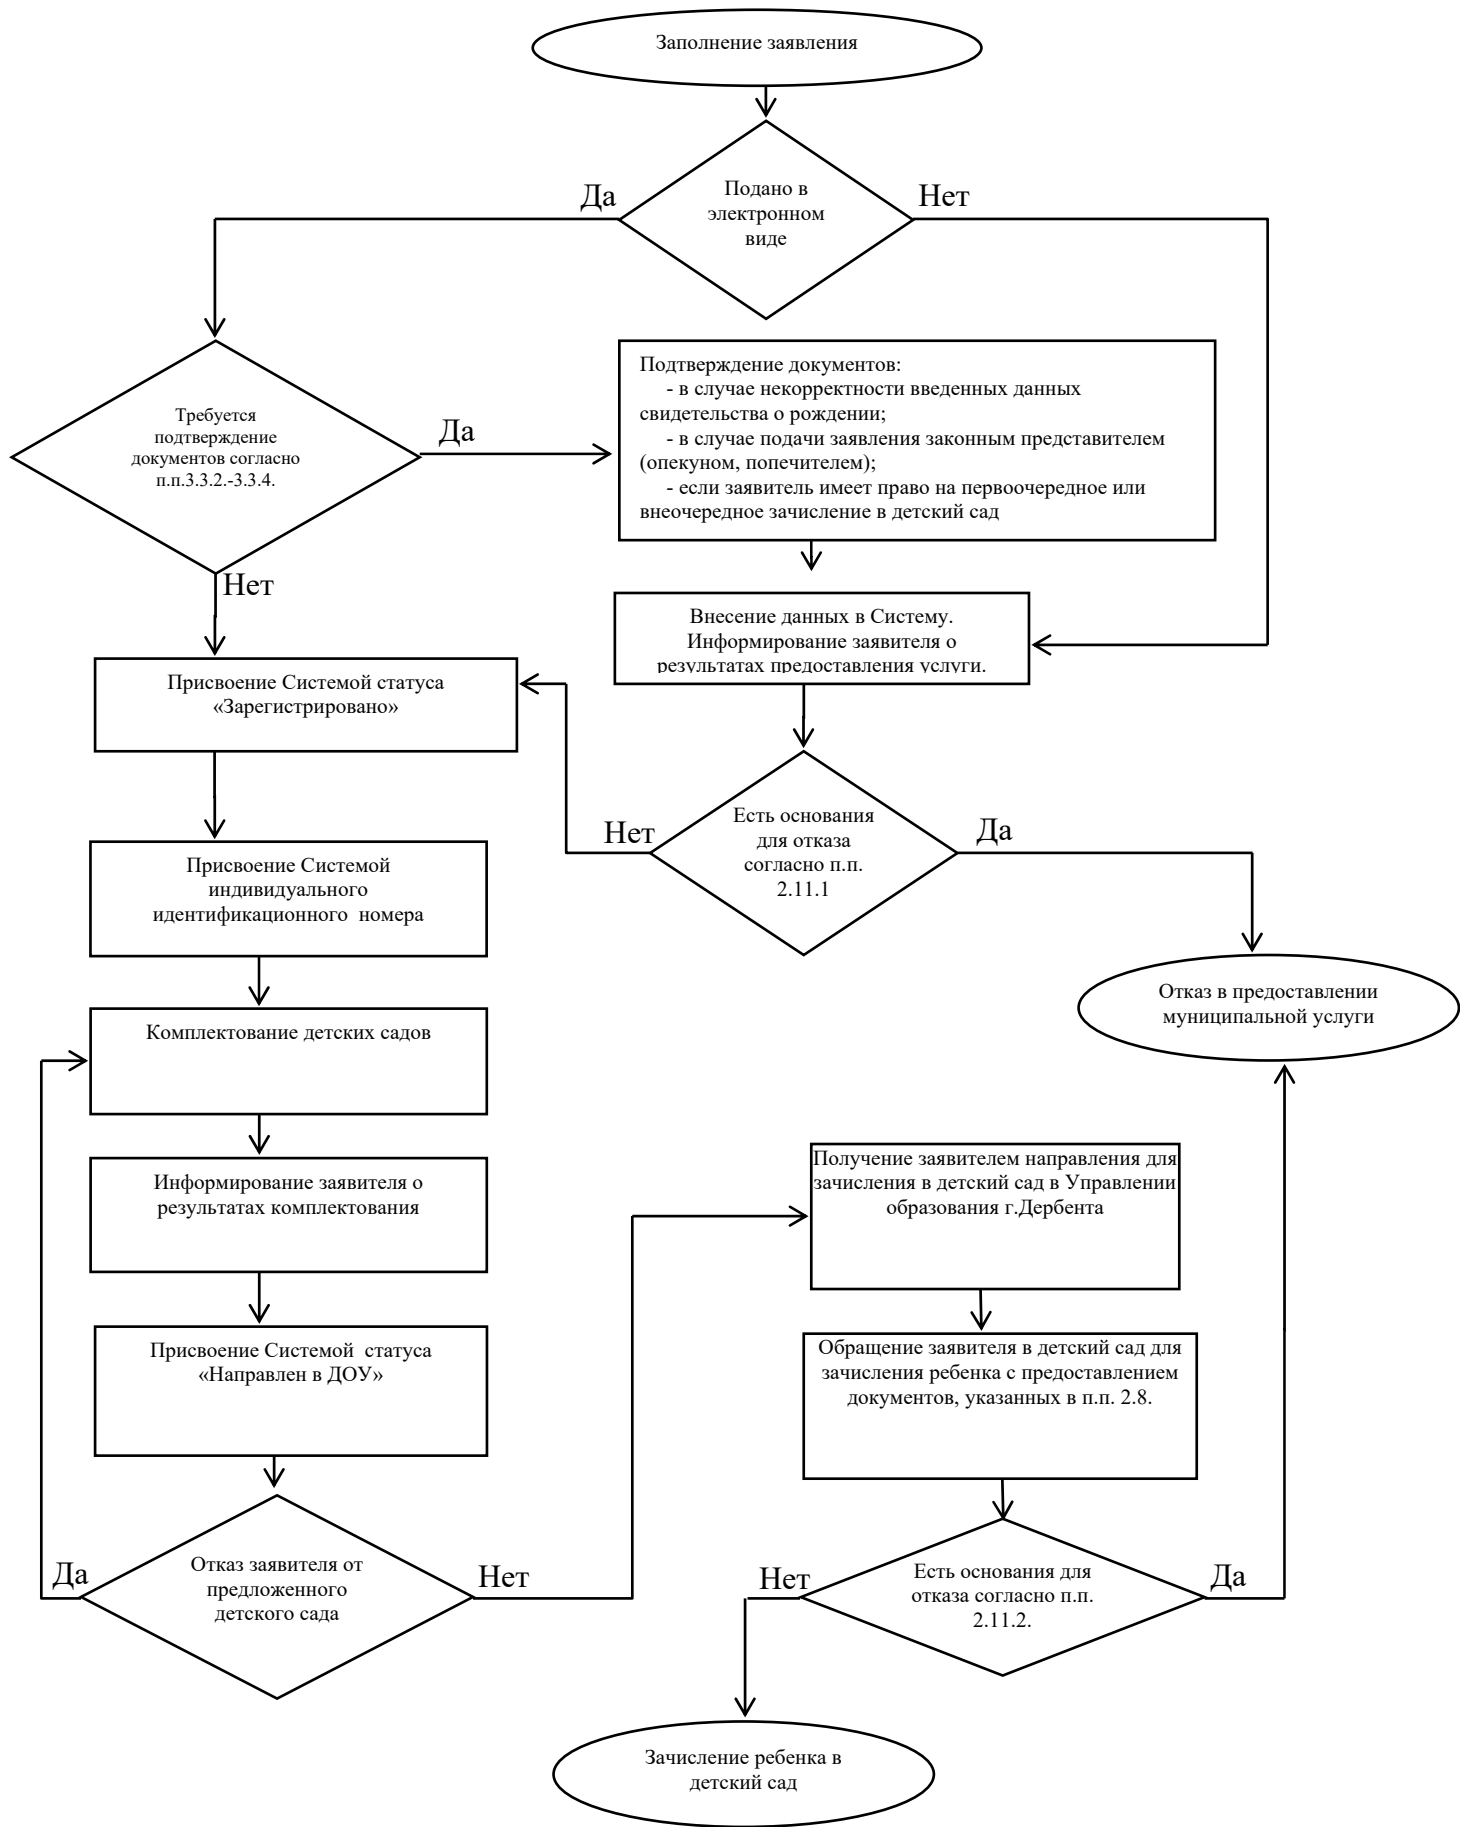 Заполнение заявления
Подано в
электронном
виде
Да
Нет
Требуется
подтверждение
документов согласно
п.п.3.3.2.-3.3.4.
Да
Нет
Подтверждение документов:
- в случае некорректности введенных данных
свидетельства о рождении;
- в случае подачи заявления законным представителем
(опекуном, попечителем);
- если заявитель имеет право на первоочередное или
внеочередное зачисление в детский сад
Внесение данных в Систему.
Информирование заявителя о
результатах предоставления услуги.
Присвоение Системой статуса
«Зарегистрировано»
Есть основания
для отказа
согласно п.п.
2.11.1
Нет
Да
Присвоение Системой
индивидуального
идентификационного номера
Отказ в предоставлении
муниципальной услуги
Комплектование детских садов
Информирование заявителя о
результатах комплектования
Получение заявителем направления для
зачисления в детский сад в Управлении
образования г.Дербента
Присвоение Системой статуса
«Направлен в ДОУ»
Обращение заявителя в детский сад для
зачисления ребенка с предоставлением
документов, указанных в п.п. 2.8.
Отказ заявителя от
предложенного
детского сада
Да
Нет
Есть основания для
отказа согласно п.п.
2.11.2.
Нет
Да
Зачисление ребенка в
детский сад